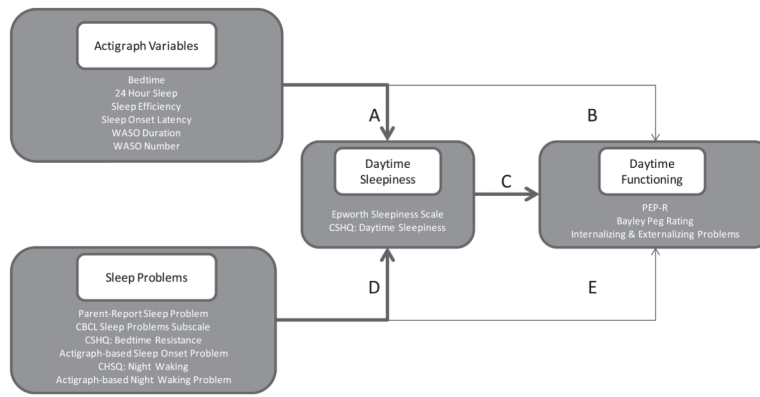 Actigraph Variables
Bedtime
24 Hour Sleep
Sleep Efficiency
Sleep Onset Latency
WASO Duration
WASO Number
A
B
Daytime
Sleepiness
Epworth Sleepiness Scale
CSHQ: Daytime Sleepiness
C
Daytime
Functioning
PEP-R
Bayley Peg Rating
Internalizing & Externalizing Problems
Sleep Problems
Parent-Report Sleep Problem
CBCL Sleep Problems Subscale
CSHQ: Bedtime Resistance
Actigraph-based Sleep Onset Problem
CHSQ: Night Waking
Actigraph-based Night Waking Problem
D
E